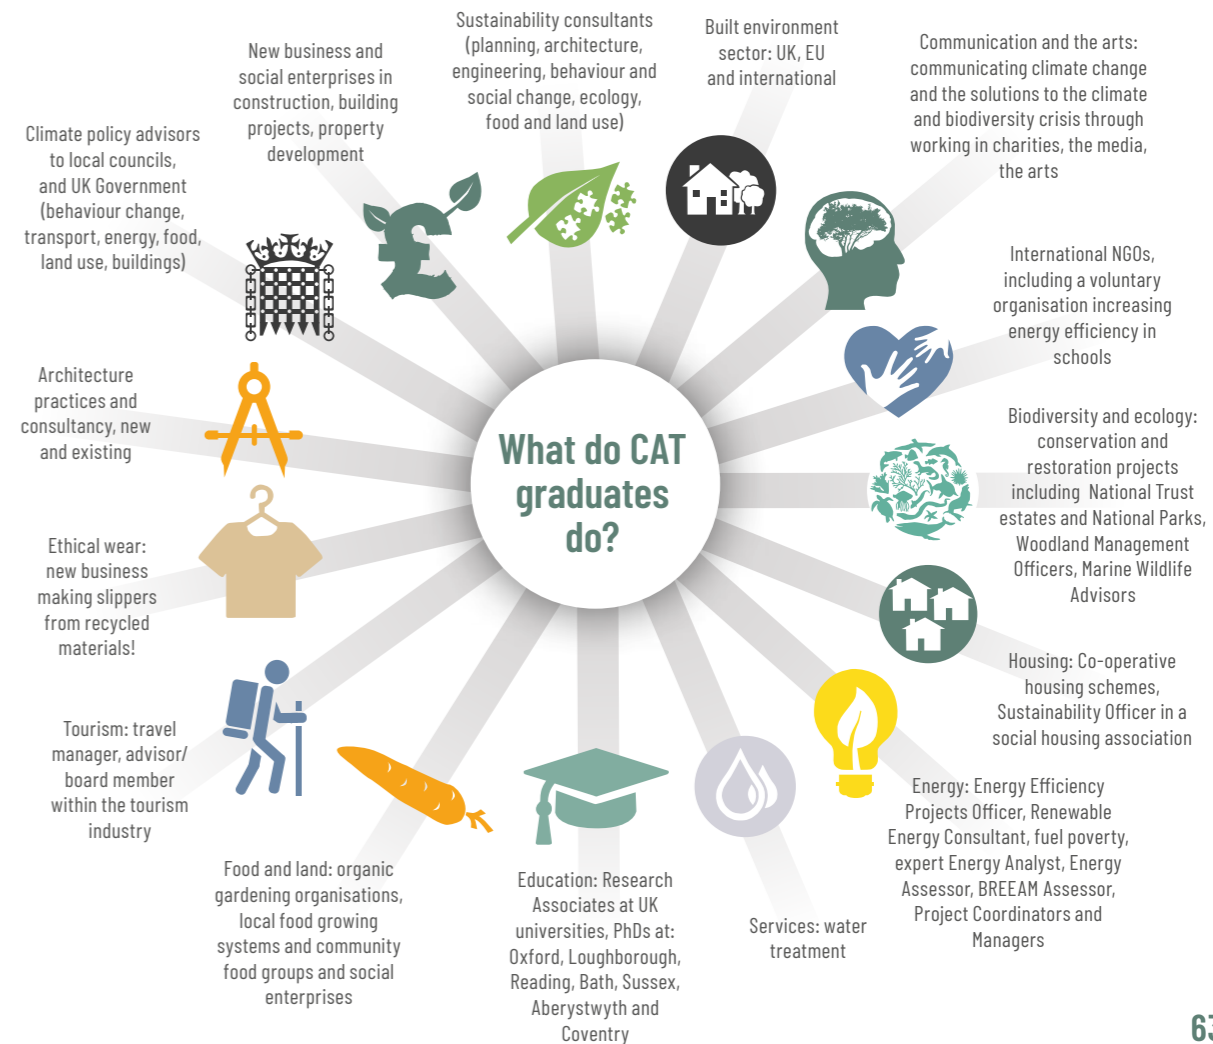 What do CAT
graduates
do?
Sustainability consultants
(planning, architecture,
engineering, behaviour and
social change, ecology,
food and land use)
Built environment
sector: UK, EU
and international
Communication and the arts:
communicating climate change
and the solutions to the climate
and biodiversity crisis through
working in charities, the media,
the arts
International NGOs,
including a voluntary
organisation increasing
energy efficiency in
schools
Biodiversity and ecology:
conservation and
restoration projects
including National Trust
estates and National Parks,
Woodland Management
Officers, Marine Wildlife
Advisors
Housing: Co-operative
housing schemes,
Sustainability Officer in a
social housing association
Energy: Energy Efficiency
Projects Officer, Renewable
Energy Consultant, fuel poverty,
expert Energy Analyst, Energy
Assessor, BREEAM Assessor,
Project Coordinators and
Managers
Services: water
treatment
Education: Research
Associates at UK
universities, PhDs at:
Oxford, Loughborough,
Reading, Bath, Sussex,
Aberystwyth and
Coventry
Food and land: organic
gardening organisations,
local food growing
systems and community
food groups and social
enterprises
Tourism: travel
manager, advisor/
board member
within the tourism
industry
Ethical wear:
new business
making slippers
from recycled
materials!
Architecture
practices and
consultancy, new
and existing
Climate policy advisors
to local councils,
and UK Government
(behaviour change,
transport, energy, food,
land use, buildings)
New business and
social enterprises in
construction, building
projects, property
development
63